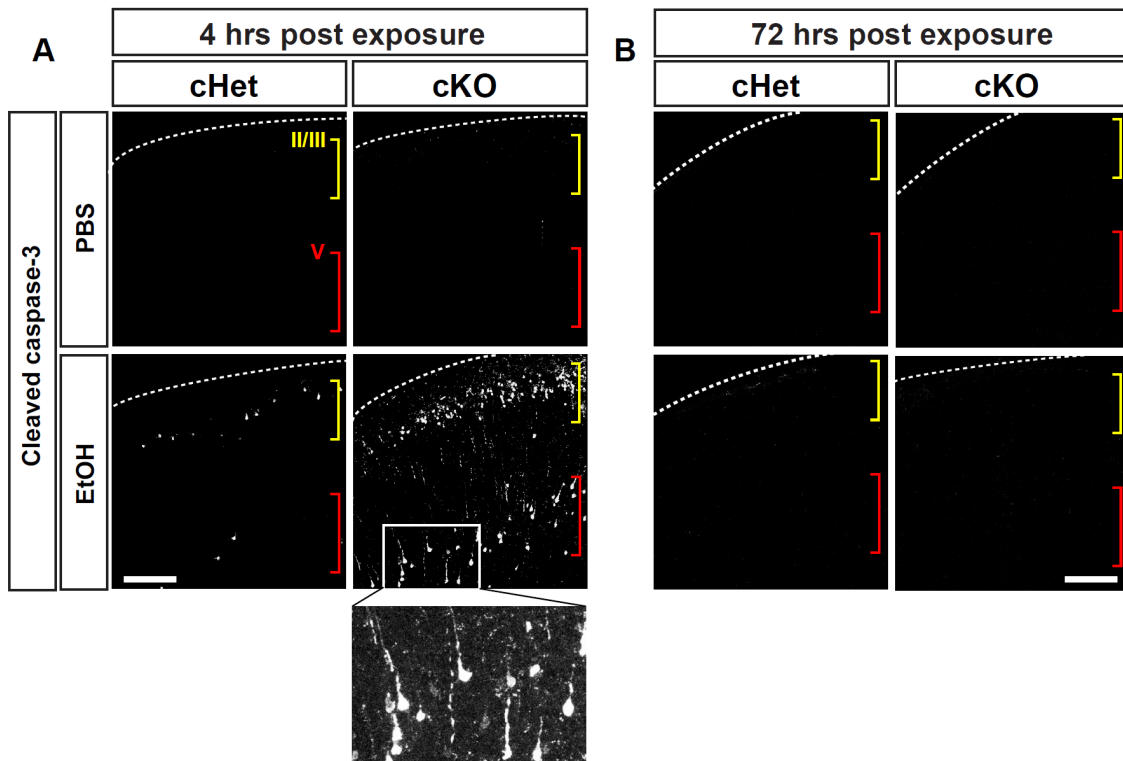 A
4 hrs post exposure
B
72 hrs post exposure
cHet
cKO
cHet
cKO
Cleaved caspase-3
PBS
II/III
V
EtOH